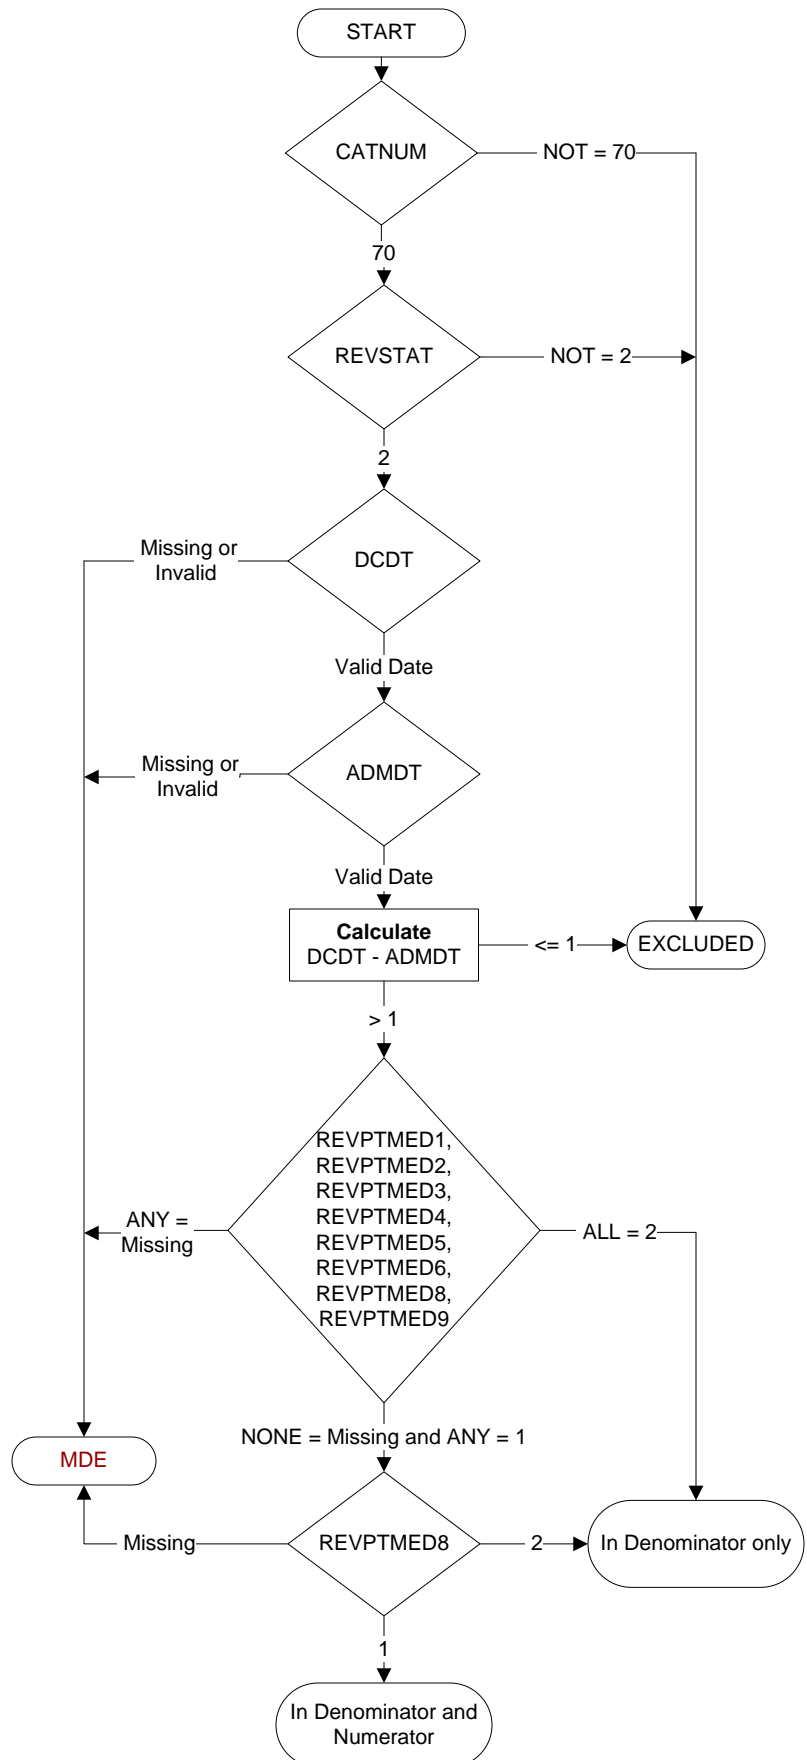 START
CATNUM
NOT = 70
70
REVSTAT
NOT = 2
2
Missing or
Invalid
DCDT
Valid Date
Missing or
Invalid
ADMDT
Valid Date
Calculate
DCDT - ADMDT
<= 1
EXCLUDED
> 1
REVPTMED1,
REVPTMED2,
REVPTMED3,
REVPTMED4,
REVPTMED5,
REVPTMED6,
REVPTMED8,
REVPTMED9
ANY =
Missing
ALL = 2
NONE = Missing and ANY = 1
MDE
Missing
REVPTMED8
2
In Denominator only
1
In Denominator and
Numerator